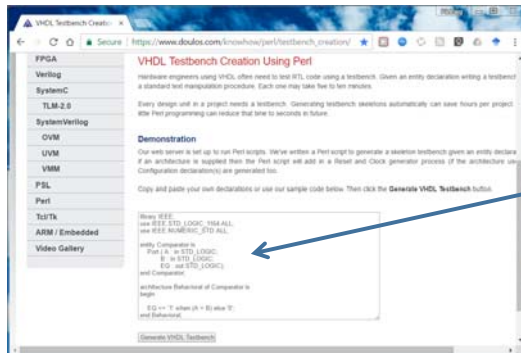 VHDL Testbench Creatio
Secure
https://www.doulos.com/knowhow/perl/testbench_creation/
FPGA
Verilog
SystemC
TLM-2.0
SystemVerilog
OVM
UVM
VMM
PSL
Perl
Tcl/Tk
ARM / Embedded
Video Gallery
VHDL Testbench Creation Using Perl
Hardware engineers using VHDL often need to test RTL code using a testbench. Given an entity declaration writing a testbench
a standard text manipulation procedure. Each one may take five to ten minutes.
Every design unit in a project needs a testbench. Generating testbench skeletons automatically can save hours per project
little Perl programming can reduce that time to seconds in future.
Demonstration
Our web server is set up to run Perl scripts. We've written a Perl script to generate a skeleton testbench given an entity declara
If an architecture is supplied then the Perl script will add in a Reset and Clock generator process (if the architecture use
Configuration declaration(s) are generated too.
Copy and paste your own declarations or use our sample code below. Then click the Generate VHDL Testbench button.
library IEEE;
use IEEE.STD_LOGIC_1164.ALL;
use IEEE.NUMERIC_STD.ALL;
entity Comparator is
Port ( A : in STD_LOGIC;
B : in STD_LOGIC;
EQ : out STD_LOGIC);
end Comparator;
architecture Behavioral of Comparator is
begin
EQ <= '1' when (A = B) else '0';
end Behavioral;
Generate VHDL Testbench